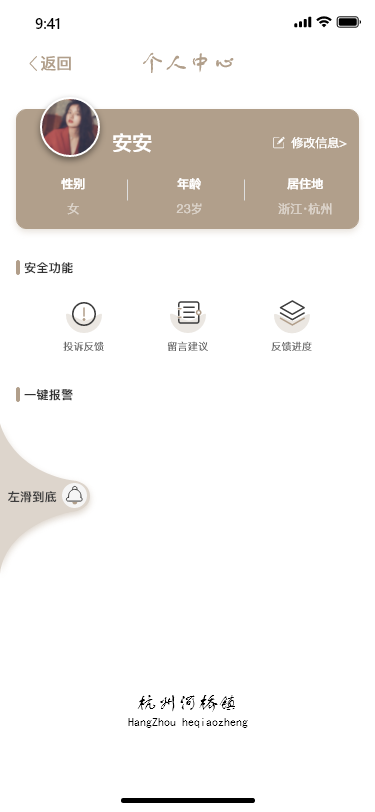 9:41
返回
个人中心
安安
修改信息>
性别
年龄
居住地
女
23岁
浙江·杭州
安全功能
投诉反馈
留言建议
反馈进度
一键报警
左滑到底
杭州河桥镇
HangZhou heqiaozheng